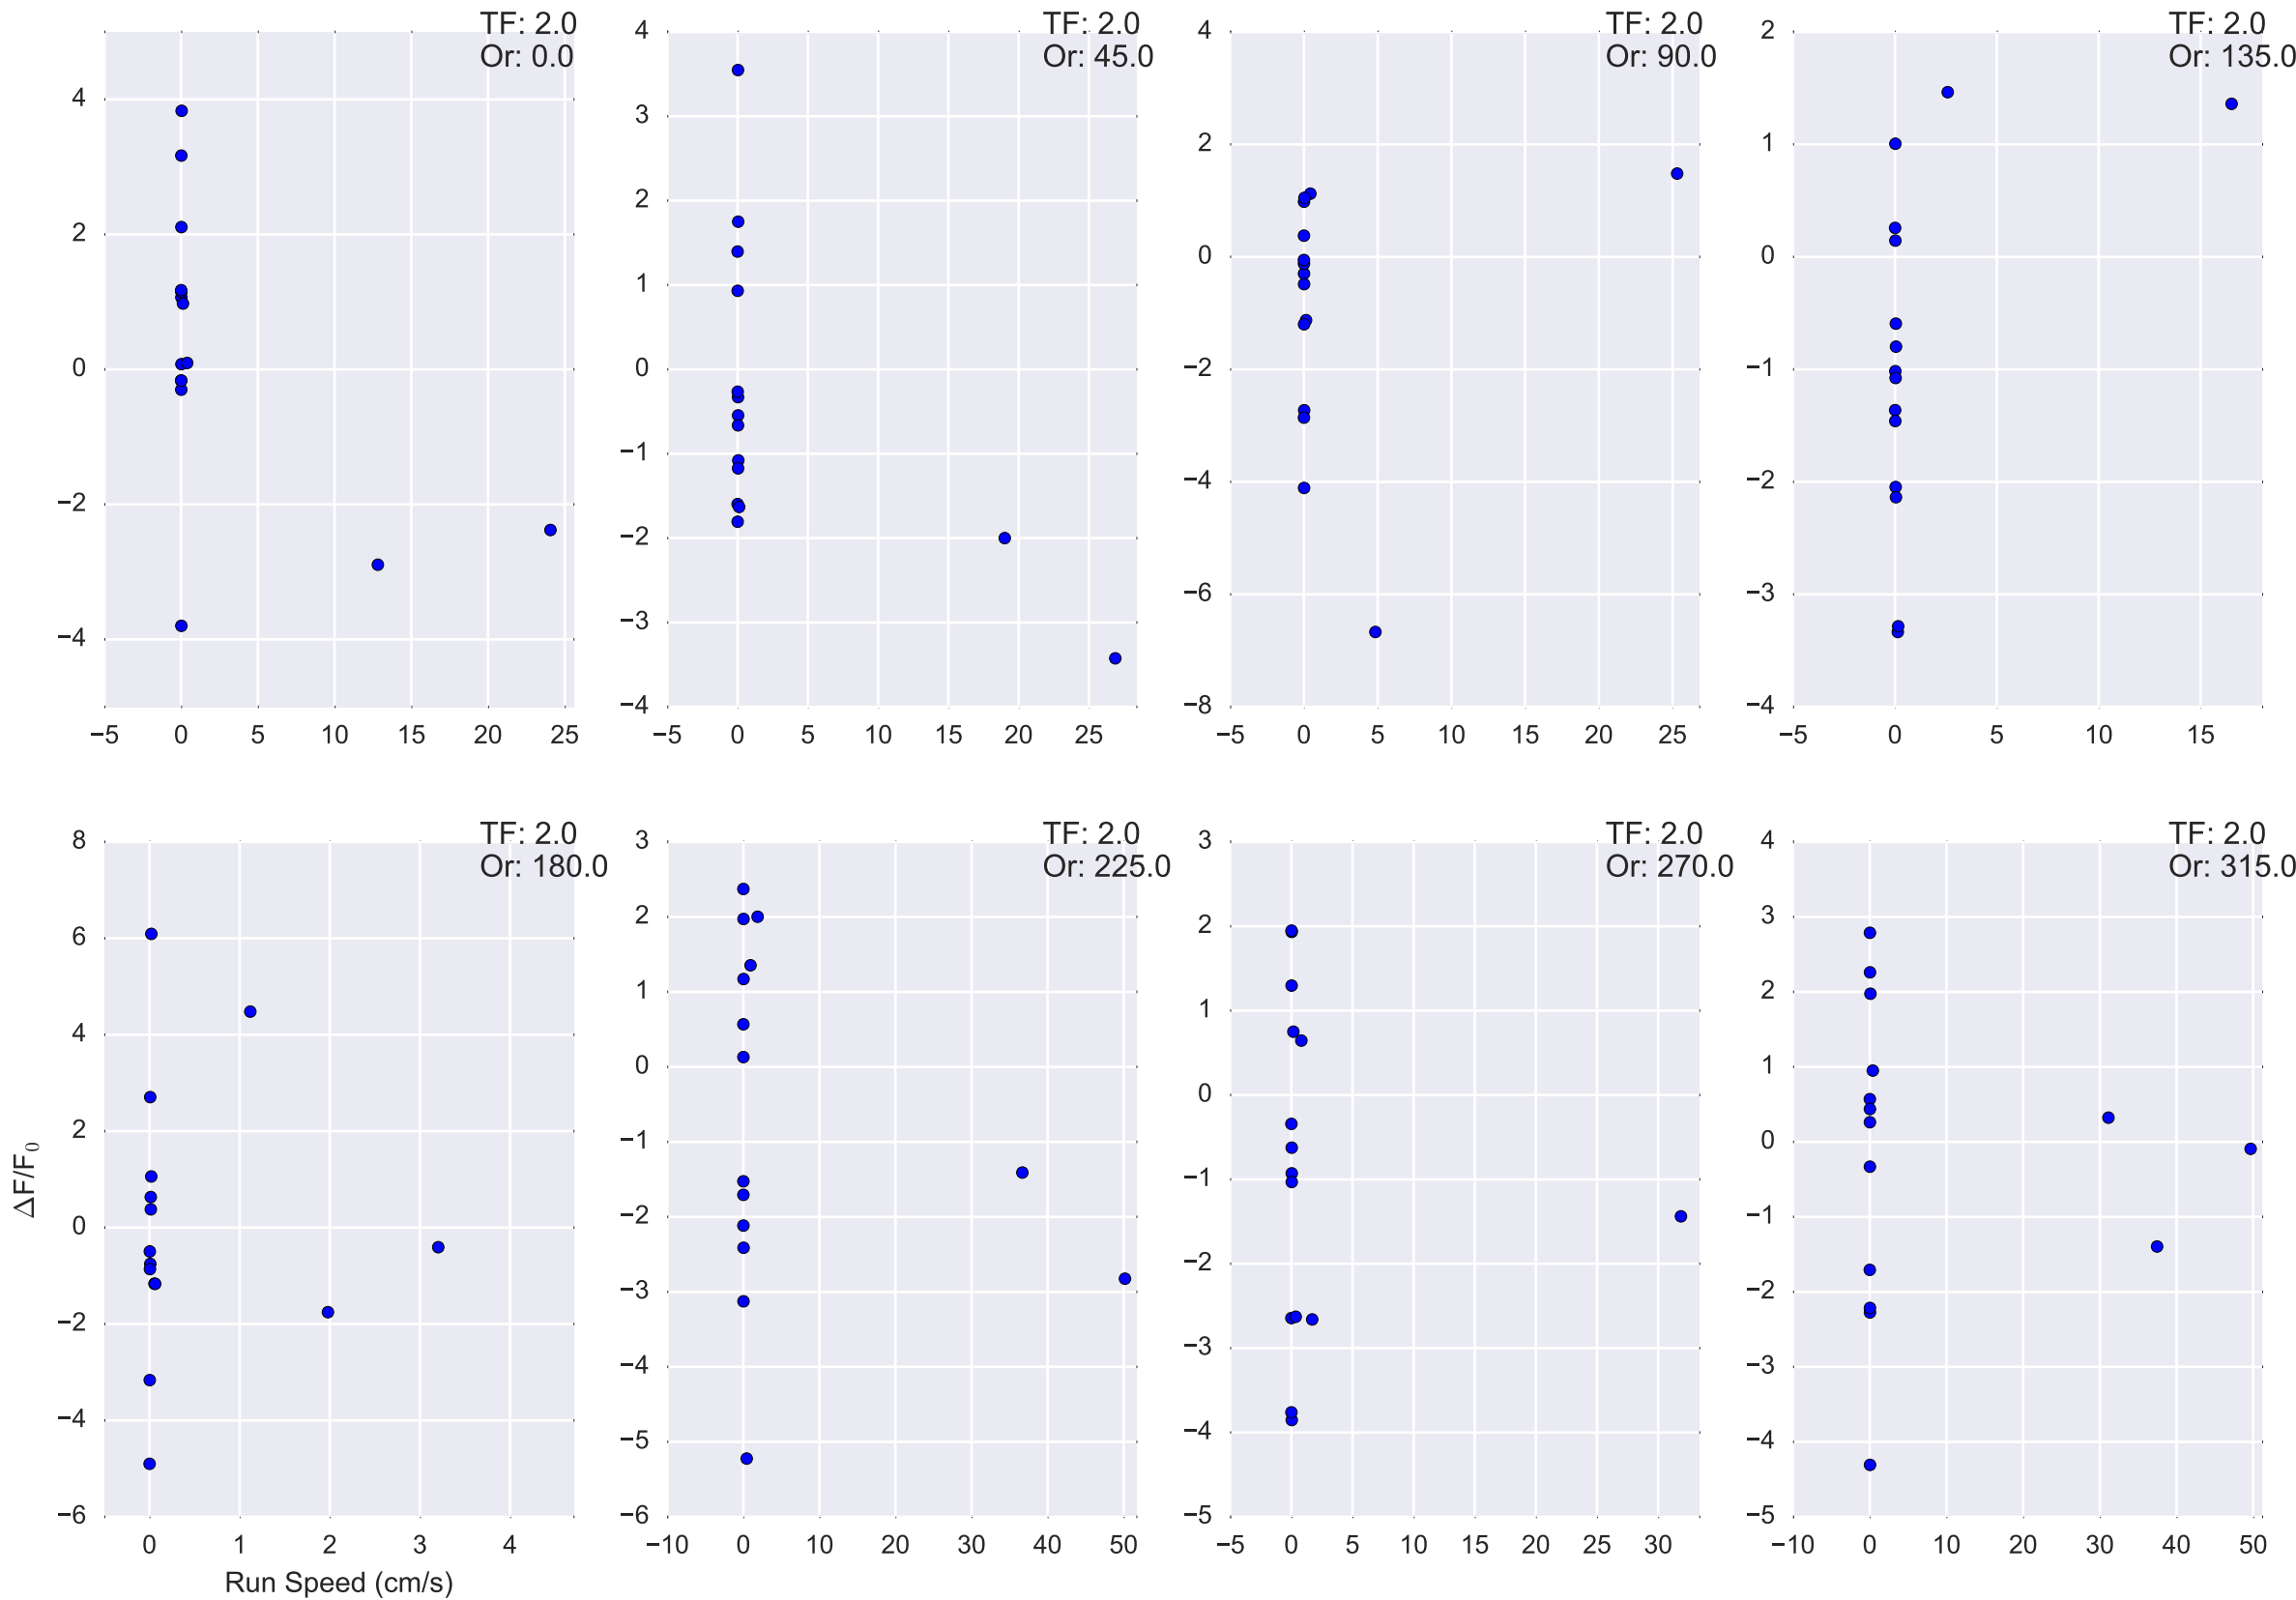 TF: 2.0
Or: 0.0
4
2
0
−2
−4
−5 0 5 10 15 20 25
TF: 2.0
Or: 45.0
4
3
2
1
0
−1
−2
−3
−4
−5 0 5 10 15 20 25
TF: 2.0
Or: 90.0
4
2
0
−2
−4
−6
−8
−5 0 5 10 15 20 25
TF: 2.0
Or: 135.0
2
1
0
−1
−2
−3
−4
−5 0 5 10 15
TF: 2.0
Or: 180.0
8
6
4
2
0
−2
−4
−6
ΔF/F₀
0 1 2 3 4
Run Speed (cm/s)
TF: 2.0
Or: 225.0
3
2
1
0
−1
−2
−3
−4
−5
−6
−10 0 10 20 30 40 50
TF: 2.0
Or: 270.0
3
2
1
0
−1
−2
−3
−4
−5
−5 0 5 10 15 20 25 30
TF: 2.0
Or: 315.0
4
3
2
1
0
−1
−2
−3
−4
−5
−10 0 10 20 30 40 50